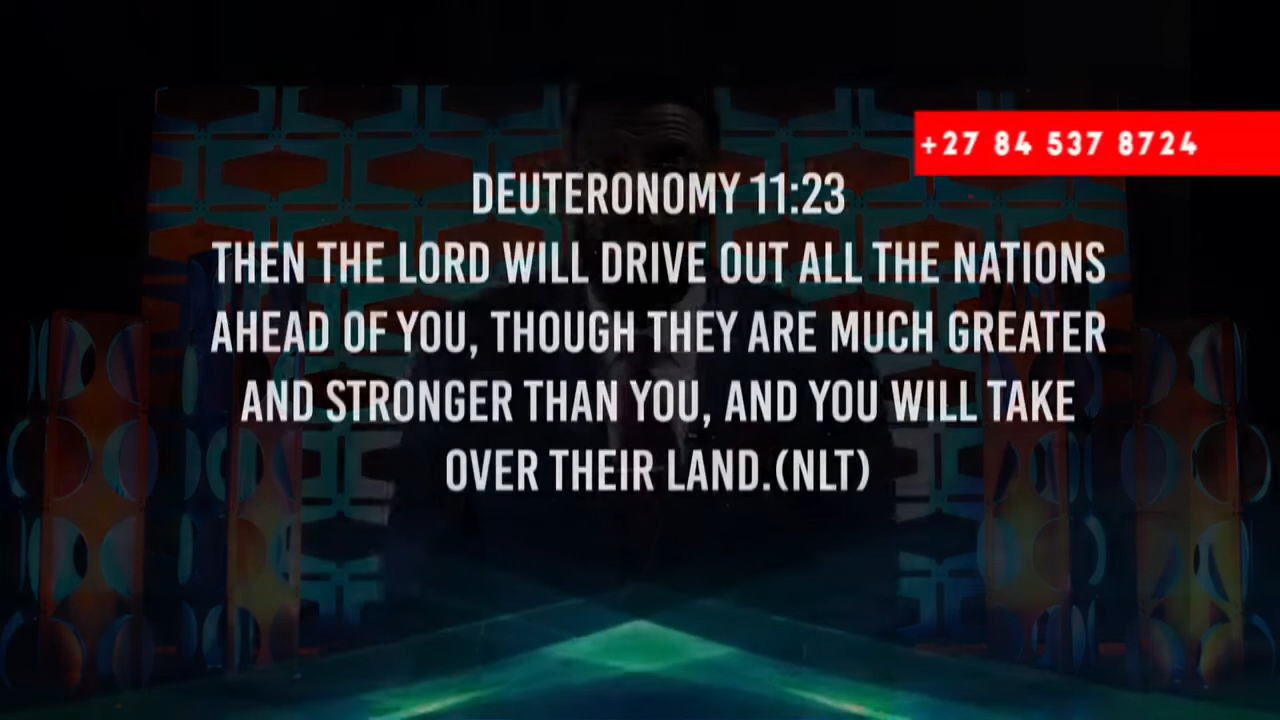 +27 84 537 8724
DEUTERONOMY 11:23
THEN THE LORD WILL DRIVE OUT ALL THE NATIONS
AHEAD OF YOU, THOUGH THEY ARE MUCH GREATER
AND STRONGER THAN YOU, AND YOU WILL TAKE
OVER THEIR LAND.(NLT)